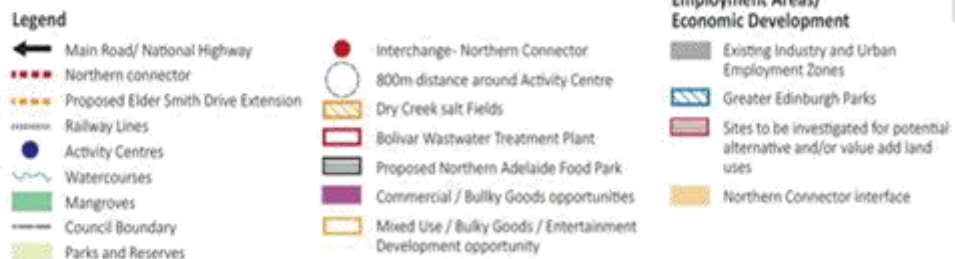 Legend
Main Road/ National Highway
Northern connector
Proposed Elder Smith Drive Extension
Railway Lines
Activity Centres
Watercourses
Mangroves
Council Boundary
Parks and Reserves
Interchange- Northern Connector
800m distance around Activity Centre
Dry Creek salt Fields
Bolivar Wastwater Treatment Plant
Proposed Northern Adelaide Food Park
Commercial / Bullky Goods opportunities
Mixed Use / Bulky Goods / Entertainment
Development opportunity
Employment Areas/
Economic Development
Existing Industry and Urban
Employment Zones
Greater Edinburgh Parks
Sites to be investigated for potential
alternative and/or value add land
uses
Northern Connector interface